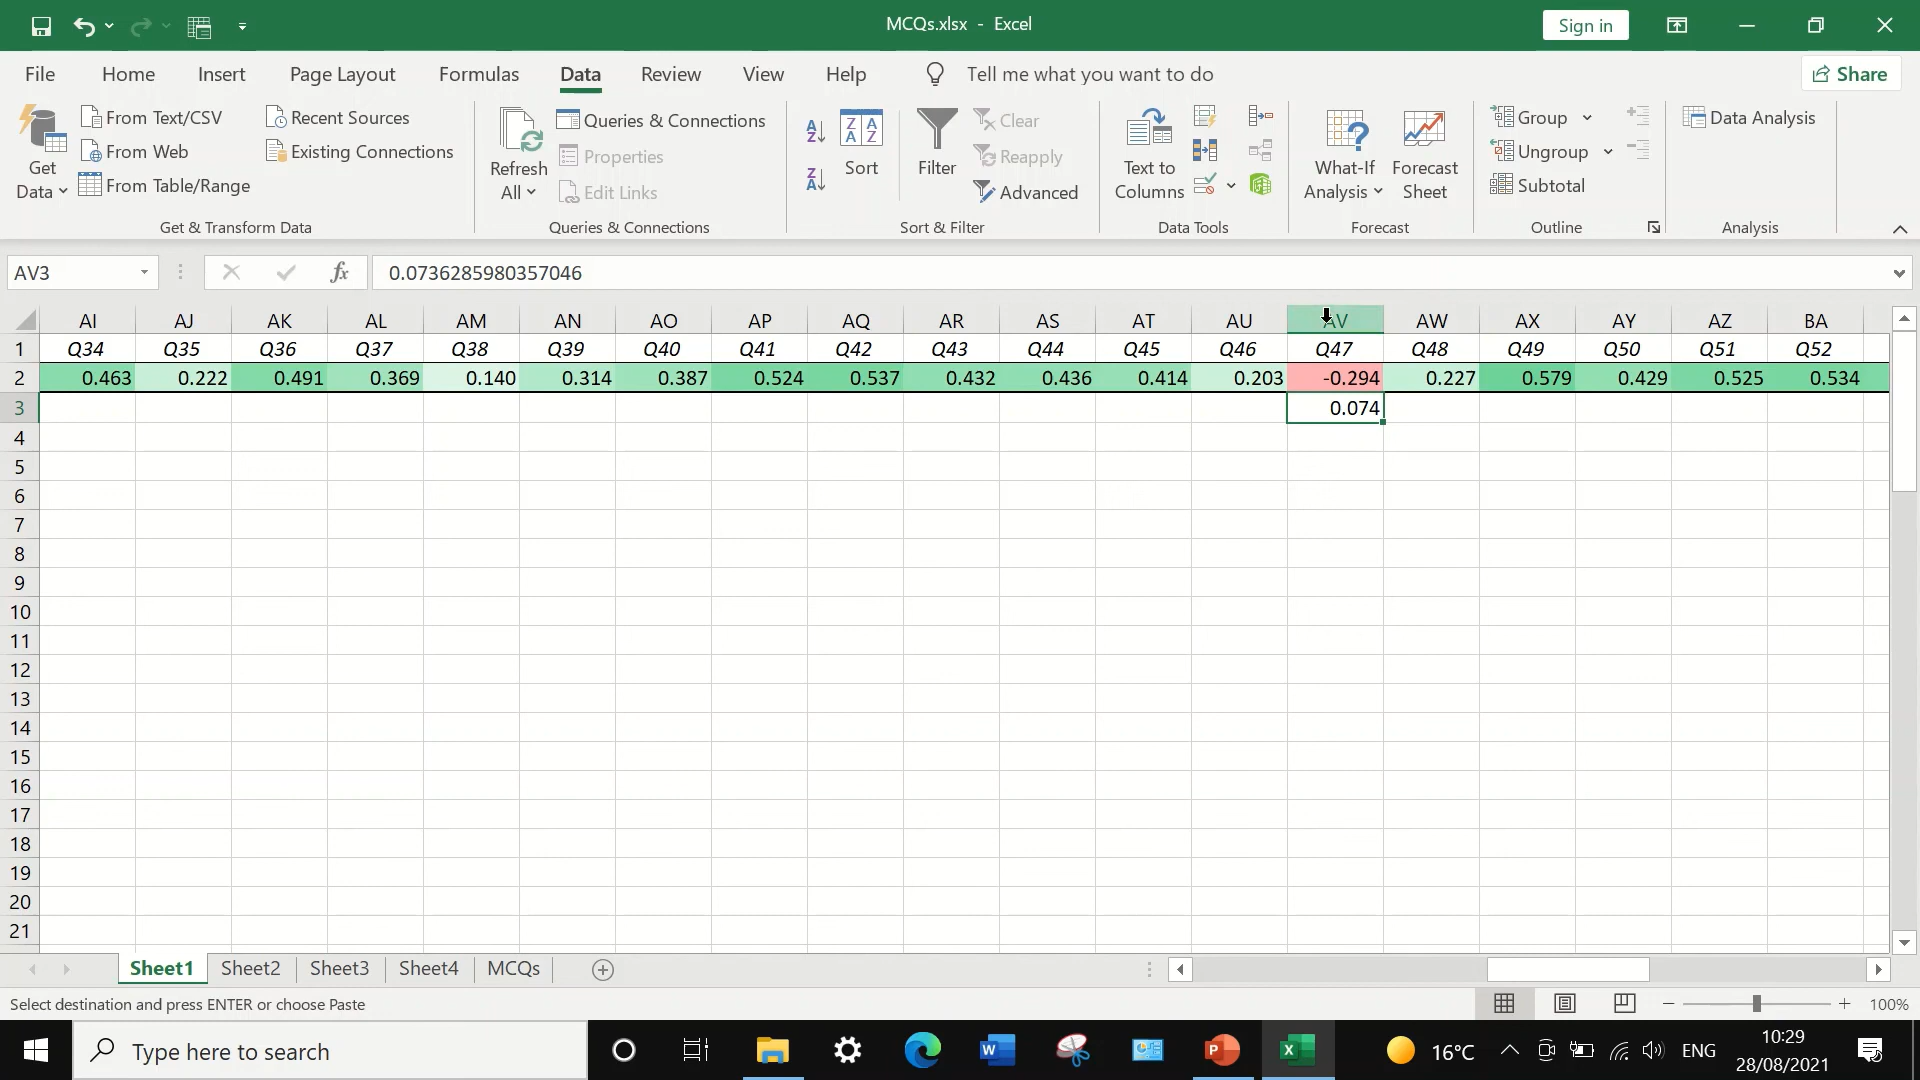 MCQs.xlsx - Excel
Sign in
File Home Insert Page Layout Formulas Data Review View Help Tell me what you want to do Share
Get Data
From Text/CSV
From Web
From Table/Range
Recent Sources
Existing Connections
Get & Transform Data
Refresh All
Queries & Connections
Properties
Edit Links
Queries & Connections
Sort
Filter
Clear
Reapply
Advanced
Sort & Filter
Text to Columns
Data Tools
What-If Analysis
Forecast Sheet
Forecast
Group
Ungroup
Subtotal
Outline
Data Analysis
Analysis
AV3 fx 0.0736285980357046
AI AJ AK AL AM AN AO AP AQ AR AS AT AU AV AW AX AY AZ BA
1 Q34 Q35 Q36 Q37 Q38 Q39 Q40 Q41 Q42 Q43 Q44 Q45 Q46 Q47 Q48 Q49 Q50 Q51 Q52
2 0.463 0.222 0.491 0.369 0.140 0.314 0.387 0.524 0.537 0.432 0.436 0.414 0.203 -0.294 0.227 0.579 0.429 0.525 0.534
3 0.074
4
5
6
7
8
9
10
11
12
13
14
15
16
17
18
19
20
21
Sheet1 Sheet2 Sheet3 Sheet4 MCQs
Select destination and press ENTER or choose Paste
100%
Type here to search
16°C
ENG
10:29
28/08/2021